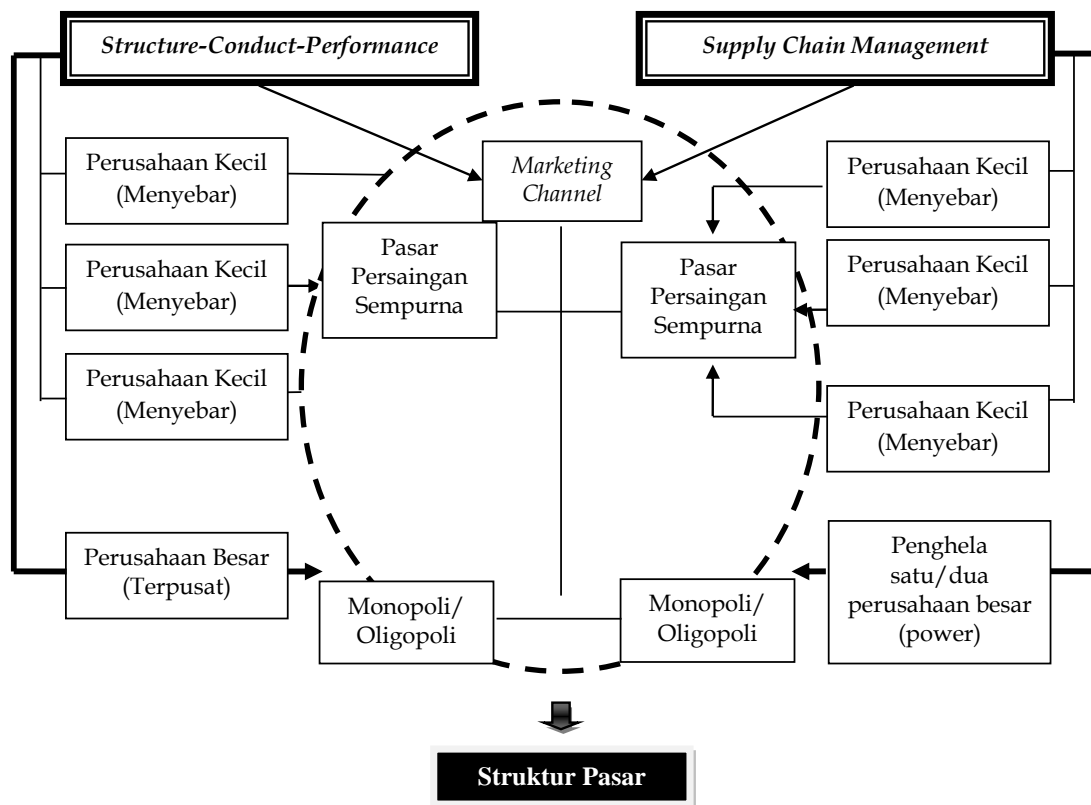 Structure-Conduct-Performance
Supply Chain Management
Perusahaan Kecil
(Menyebar)
Marketing
Channel
Perusahaan Kecil
(Menyebar)
Perusahaan Kecil
(Menyebar)
Pasar
Persaingan
Sempurna
Pasar
Persaingan
Sempurna
Perusahaan Kecil
(Menyebar)
Perusahaan Kecil
(Menyebar)
Perusahaan Kecil
(Menyebar)
Perusahaan Besar
(Terpusat)
Monopoli/
Oligopoli
Monopoli/
Oligopoli
Penghela
satu/dua
perusahaan besar
(power)
Struktur Pasar